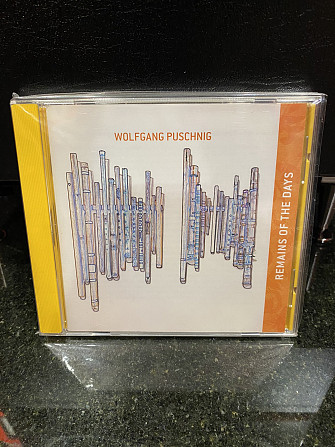 WOLFGANG PUSCHNIG
REMAINS OF THE DAYS